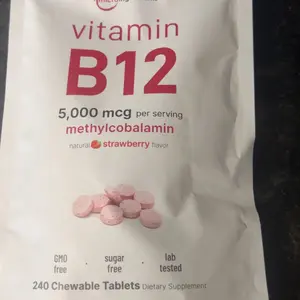 vitamin
B12
5,000 mcg per serving
methylcobalamin
natural strawberry flavor
GMO free
sugar free
lab tested
240 Chewable Tablets Dietary Supplement